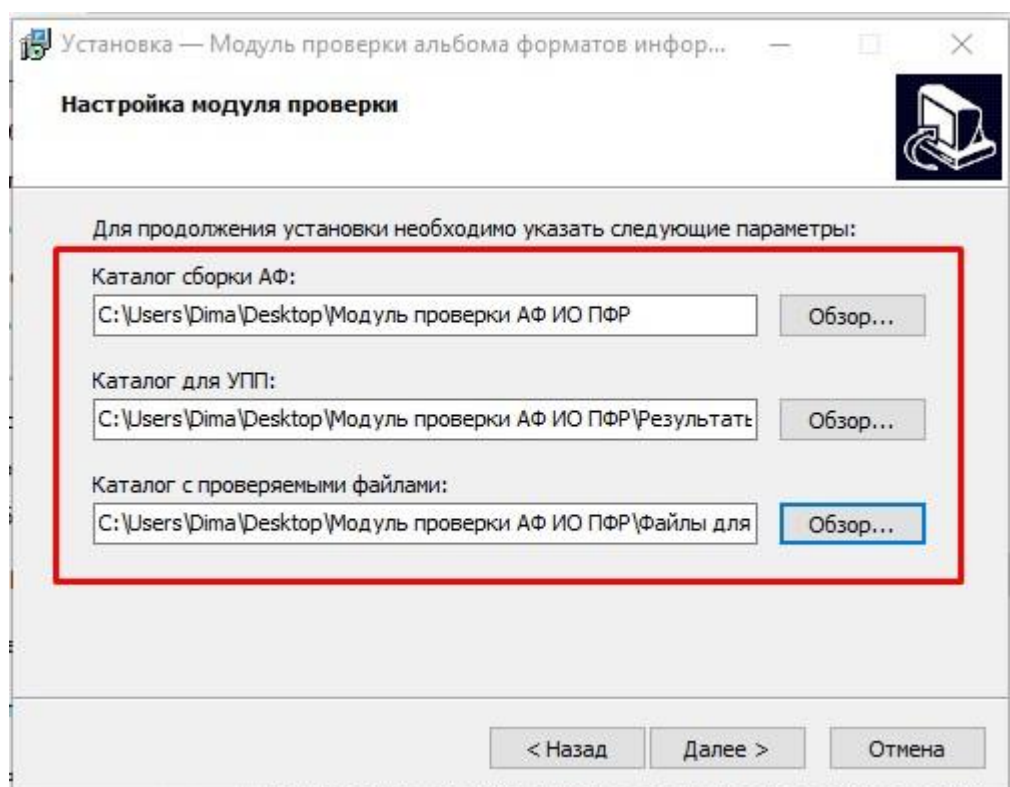 Установка — Модуль проверки альбома форматов инфор...
Настройка модуля проверки
Для продолжения установки необходимо указать следующие параметры:
Каталог сборки АФ:
C:\Users\Dima\Desktop\Модуль проверки АФ ИО ПФР
Обзор...
Каталог для УПП:
C:\Users\Dima\Desktop\Модуль проверки АФ ИО ПФР\Результать
Обзор...
Каталог с проверяемыми файлами:
C:\Users\Dima\Desktop\Модуль проверки АФ ИО ПФР\Файлы для
Обзор...
< Назад
Далее >
Отмена